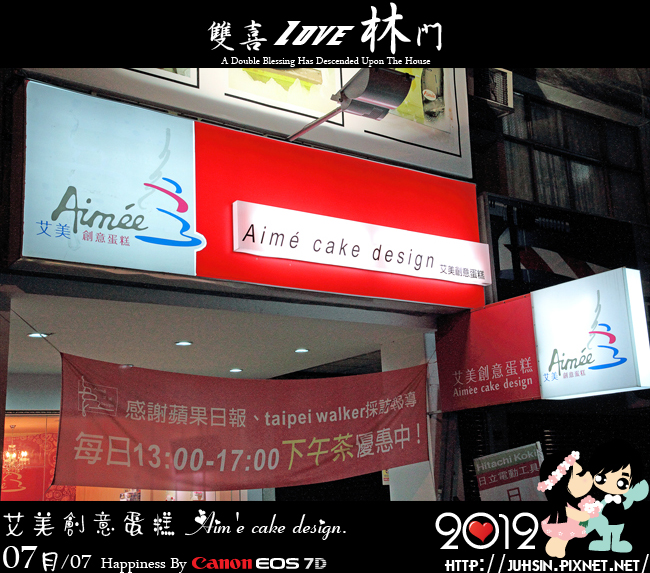 雙喜 LOVE 林門
A Double Blessing Has Descended Upon The House
Aimée
艾美 創意蛋糕
Aimé cake design 艾美創意蛋糕
艾美創意蛋糕
Aimée cake design
Aimée
艾美 創意蛋糕
感謝蘋果日報、taipei walker採訪報導
每日13:00-17:00下午茶優惠中!
Hitachi Koki
日立電動工具
日
艾美創意蛋糕 Aim'e cake design.
2012
07月/07 Happiness By Canon EOS 7D
HTTP://JUHSIN.PIXNET.NET/